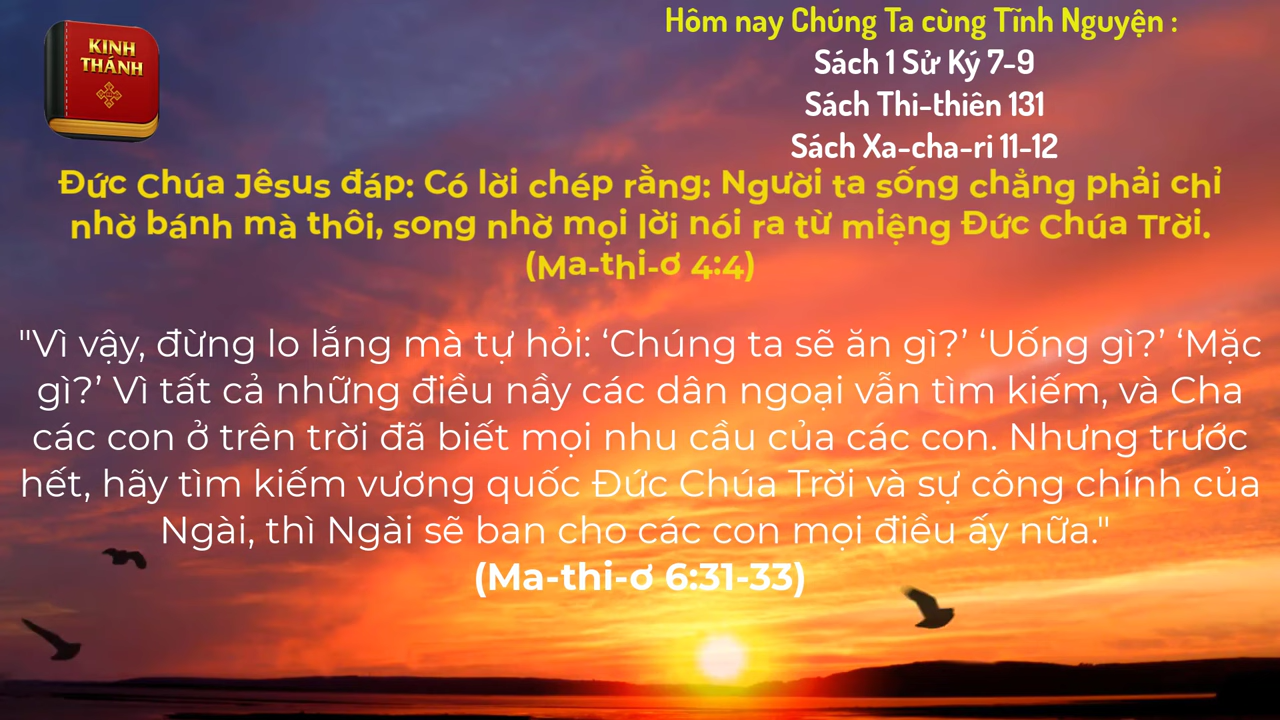 KINH
THÁNH
Hôm nay Chúng Ta cùng Tĩnh Nguyện :
Sách 1 Sử Ký 7-9
Sách Thi-thiên 131
Sách Xa-cha-ri 11-12
Đức Chúa Jêsus đáp: Có lời chép rằng: Người ta sống chẳng phải chỉ
nhờ bánh mà thôi, song nhờ mọi lời nói ra từ miệng Đức Chúa Trời.
(Ma-thi-ơ 4:4)
"Vì vậy, đừng lo lắng mà tự hỏi: ‘Chúng ta sẽ ăn gì?’ ‘Uống gì?’ ‘Mặc
gì?’ Vì tất cả những điều nầy các dân ngoại vẫn tìm kiếm, và Cha
các con ở trên trời đã biết mọi nhu cầu của các con. Nhưng trước
hết, hãy tìm kiếm vương quốc Đức Chúa Trời và sự công chính của
Ngài, thì Ngài sẽ ban cho các con mọi điều ấy nữa."
(Ma-thi-ơ 6:31-33)